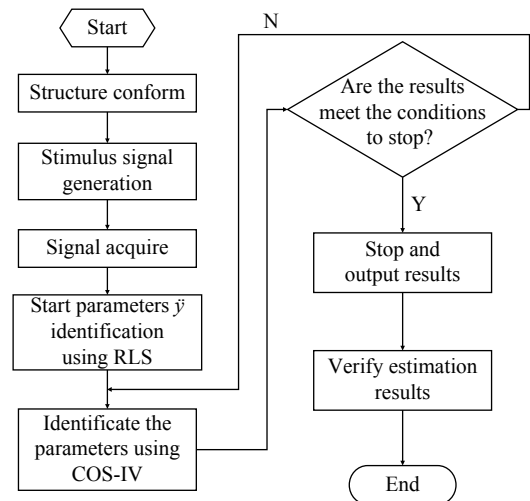 Start
Structure conform
Stimulus signal
generation
Signal acquire
Start parameters ÿ
identification
using RLS
Identificate the
parameters using
COS-IV
N
Are the results
meet the conditions
to stop?
Y
Stop and
output results
Verify estimation
results
End